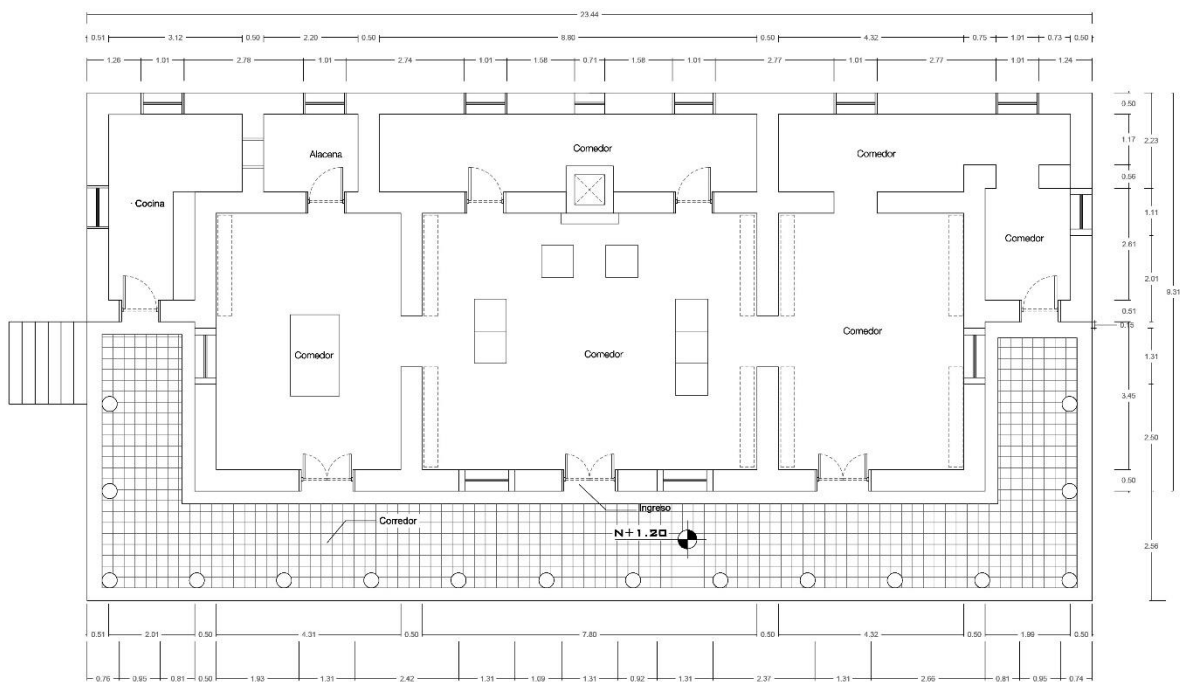 23.44
0.51 3.12 0.50 2.20 0.50 8.80 0.50 4.32 0.75 1.01 0.73 0.50
1.26 1.01 2.78 1.01 2.74 1.01 1.58 0.71 1.58 1.01 2.77 1.01 2.77 1.01 1.24
0.50
1.17
2.23
0.56
1.11
2.61
2.01
9.31
0.51
0.15
1.31
3.45
2.50
0.50
2.56
Alacena
Comedor
Comedor
Cocina
Comedor
Comedor
Comedor
Comedor
Ingreso
Corredor
N+1.20
0.51 2.01 0.50 4.31 0.50 7.80 0.50 4.32 0.50 1.99 0.50
0.76 0.95 0.81 0.50 1.93 1.31 2.42 1.31 1.09 1.31 0.92 1.31 2.37 1.31 2.66 0.81 0.95 0.74